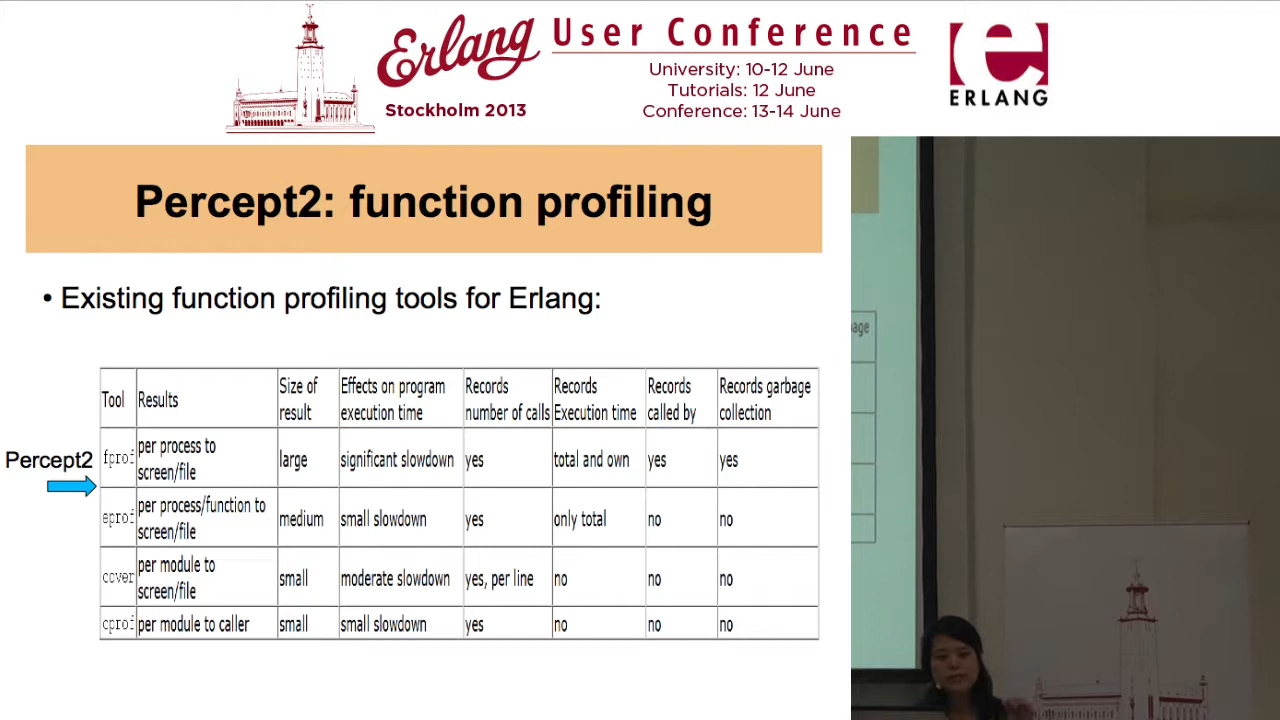 Erlang User Conference
Stockholm 2013
University: 10-12 June
Tutorials: 12 June
Conference: 13-14 June
ERLANG
Percept2: function profiling
• Existing function profiling tools for Erlang:
Tool Results Size of result Effects on program execution time Records number of calls Records Execution time Records called by Records garbage collection
Percept2
fprof per process to screen/file large significant slowdown yes total and own yes yes
eprof per process/function to screen/file medium small slowdown yes only total no no
cover per module to screen/file small moderate slowdown yes, per line no no no
cprof per module to caller small small slowdown yes no no no